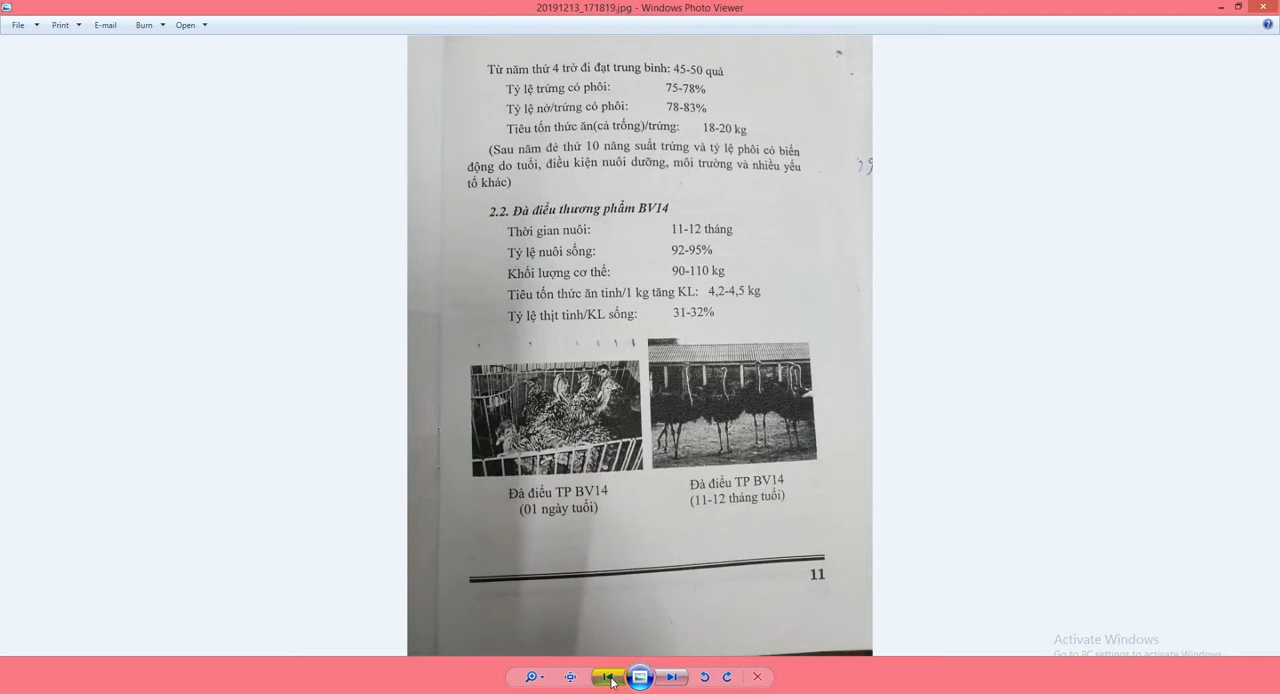 20191213_171819.jpg - Windows Photo Viewer
File Print E-mail Burn Open
Từ năm thứ 4 trở đi đạt trung bình: 45-50 quả
Tỷ lệ trứng có phôi: 75-78%
Tỷ lệ nở/trứng có phôi: 78-83%
Tiêu tốn thức ăn(cả trống)/trứng: 18-20 kg
(Sau năm đẻ thứ 10 năng suất trứng và tỷ lệ phôi có biến
động do tuổi, điều kiện nuôi dưỡng, môi trường và nhiều yếu
tố khác)
2.2. Đà điểu thương phẩm BV14
Thời gian nuôi: 11-12 tháng
Tỷ lệ nuôi sống: 92-95%
Khối lượng cơ thể: 90-110 kg
Tiêu tốn thức ăn tinh/1 kg tăng KL: 4,2-4,5 kg
Tỷ lệ thịt tinh/KL sống: 31-32%
Đà điểu TP BV14
(01 ngày tuổi)
Đà điểu TP BV14
(11-12 tháng tuổi)
11
Activate Windows
Go to PC settings to activate Windows.